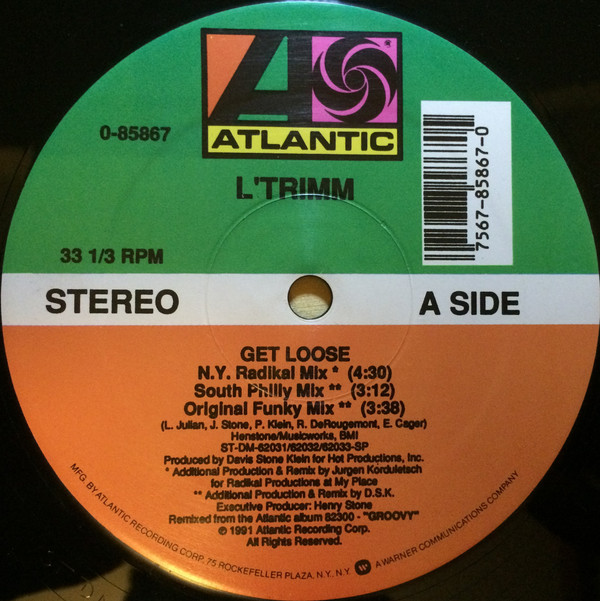 ATLANTIC
0-85867
L'TRIMM
7567-85867-0
33 1/3 RPM
STEREO
A SIDE
GET LOOSE
N.Y. Radikal Mix * (4:30)
South Philly Mix ** (3:12)
Original Funky Mix ** (3:38)
(L. Julian, J. Stone, P. Klein, R. DeRougemont, E. Cager)
Henstone/Musicworks, BMI
ST-DM-62031/62032/62033-SP
Produced by Davis Stone Klein for Hot Productions, Inc.
* Additional Production & Remix by Jurgen Korduletsch
for Radikal Productions at My Place
** Additional Production & Remix by D.S.K.
Executive Producer: Henry Stone
Remixed from the Atlantic album 82300 - "GROOVY"
© 1991 Atlantic Recording Corp.
All Rights Reserved.
MFG. BY ATLANTIC RECORDING CORP. 75 ROCKEFELLER PLAZA, N.Y., N.Y. A WARNER COMMUNICATIONS COMPANY